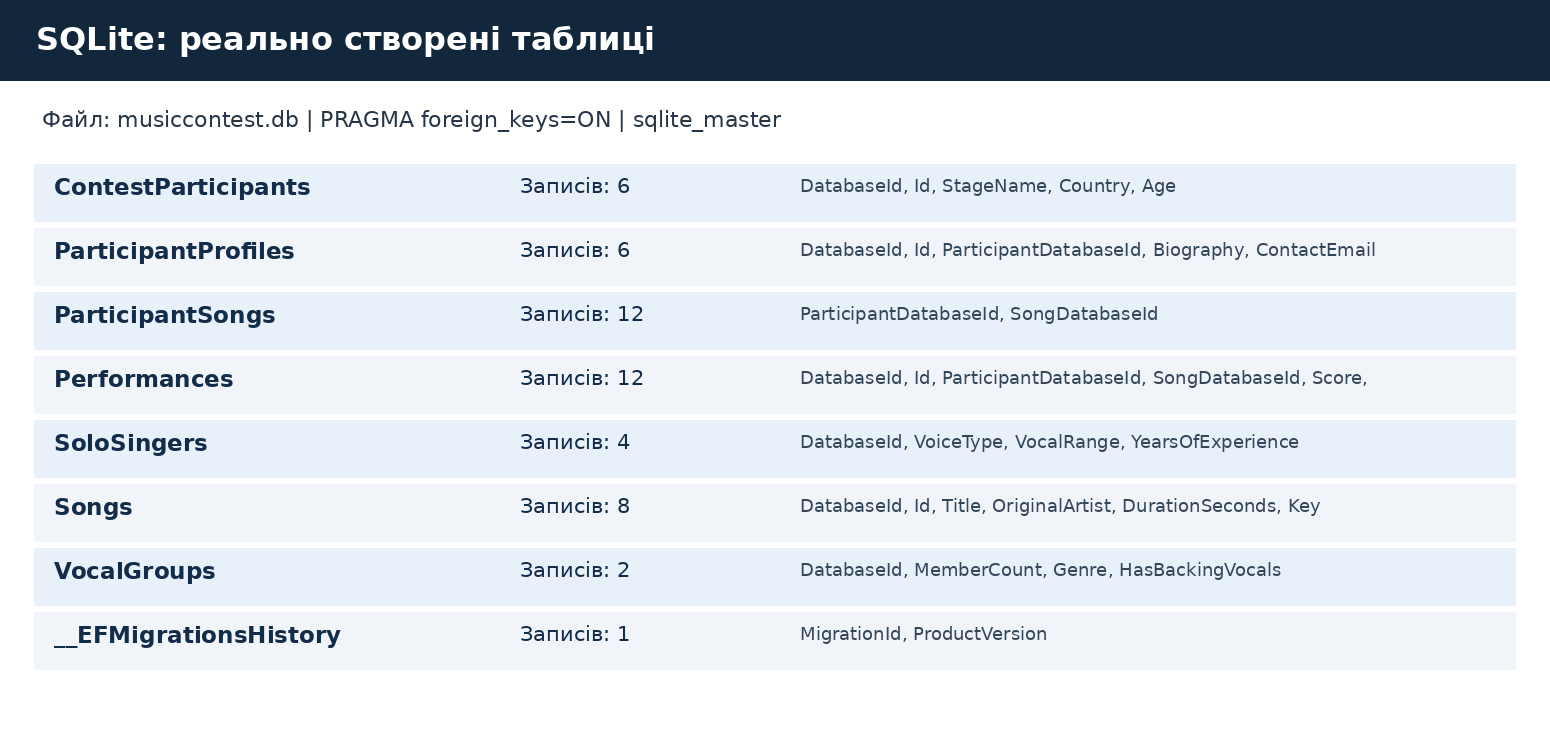 SQLite: реально створені таблиці
Файл: musiccontest.db | PRAGMA foreign_keys=ON | sqlite_master
ContestParticipants Записів: 6 DatabaseId, Id, StageName, Country, Age
ParticipantProfiles Записів: 6 DatabaseId, Id, ParticipantDatabaseId, Biography, ContactEmail
ParticipantSongs Записів: 12 ParticipantDatabaseId, SongDatabaseId
Performances Записів: 12 DatabaseId, Id, ParticipantDatabaseId, SongDatabaseId, Score,
SoloSingers Записів: 4 DatabaseId, VoiceType, VocalRange, YearsOfExperience
Songs Записів: 8 DatabaseId, Id, Title, OriginalArtist, DurationSeconds, Key
VocalGroups Записів: 2 DatabaseId, MemberCount, Genre, HasBackingVocals
__EFMigrationsHistory Записів: 1 MigrationId, ProductVersion